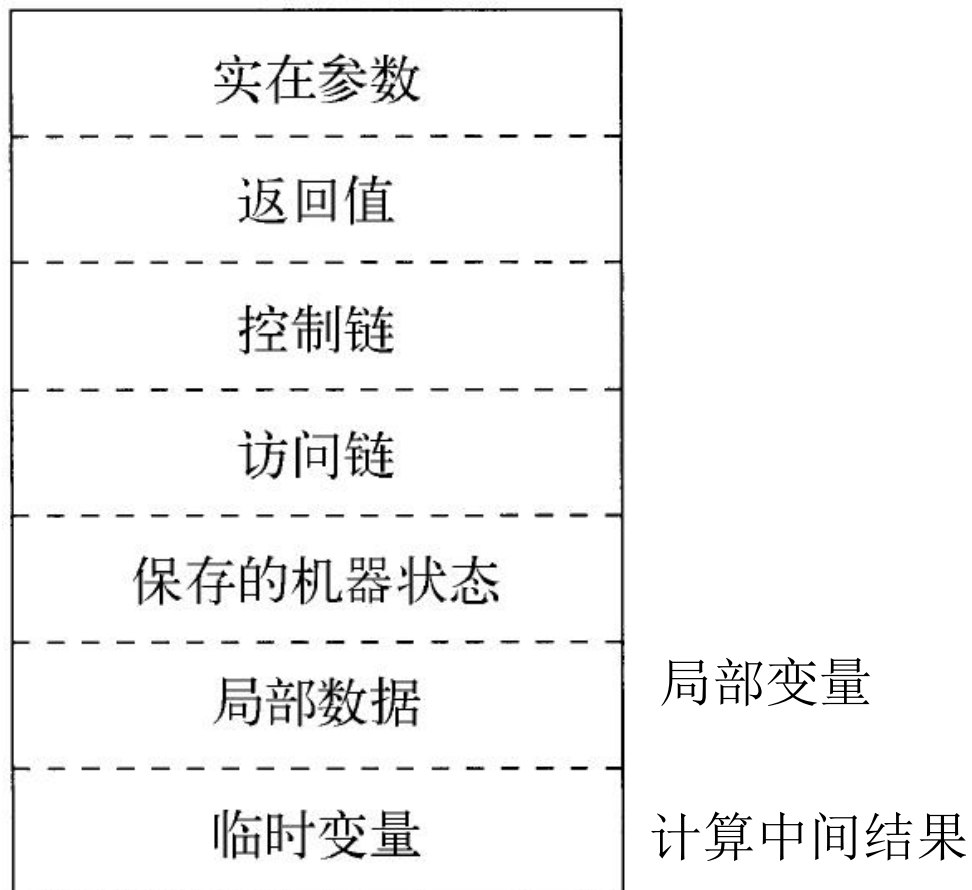 实在参数
返回值
控制链
访问链
保存的机器状态
局部数据 局部变量
临时变量 计算中间结果